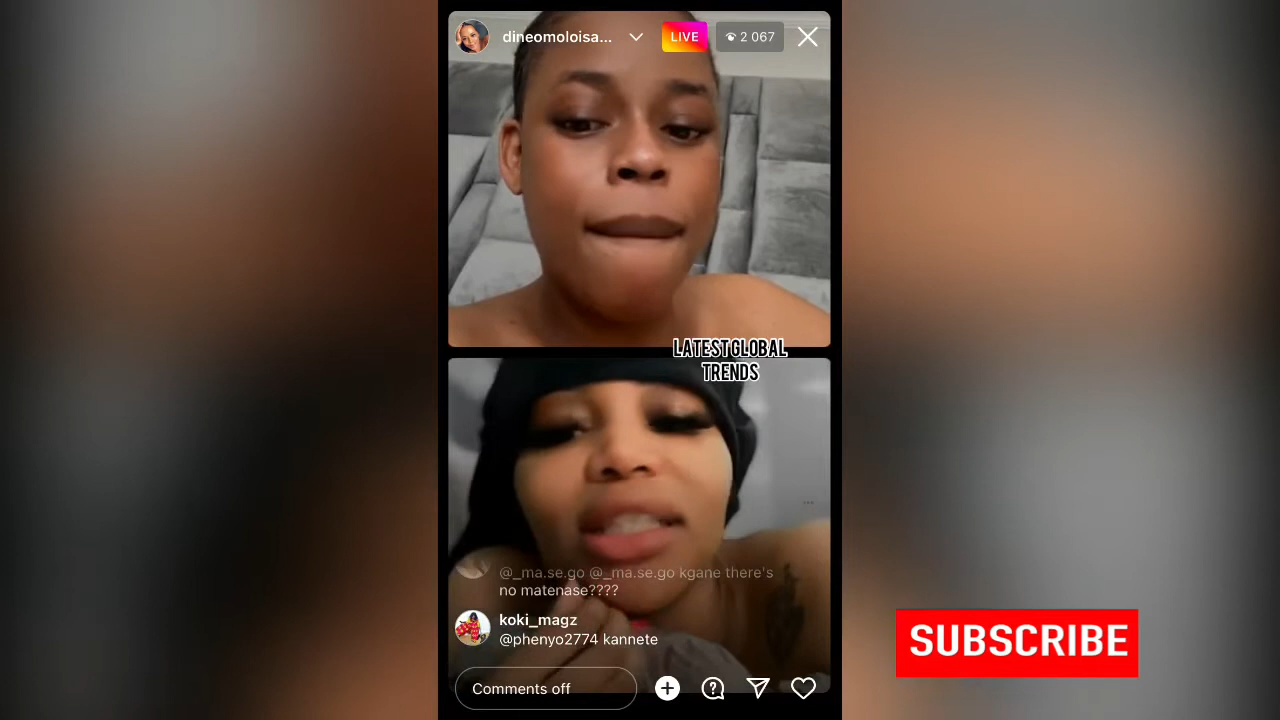 dineomoloisa...
LIVE
2 067
LATEST GLOBAL
TRENDS
@_ma.se.go @_ma.se.go kgane there's
no matenase????
koki_magz
@phenyo2774 kannete
Comments off
SUBSCRIBE